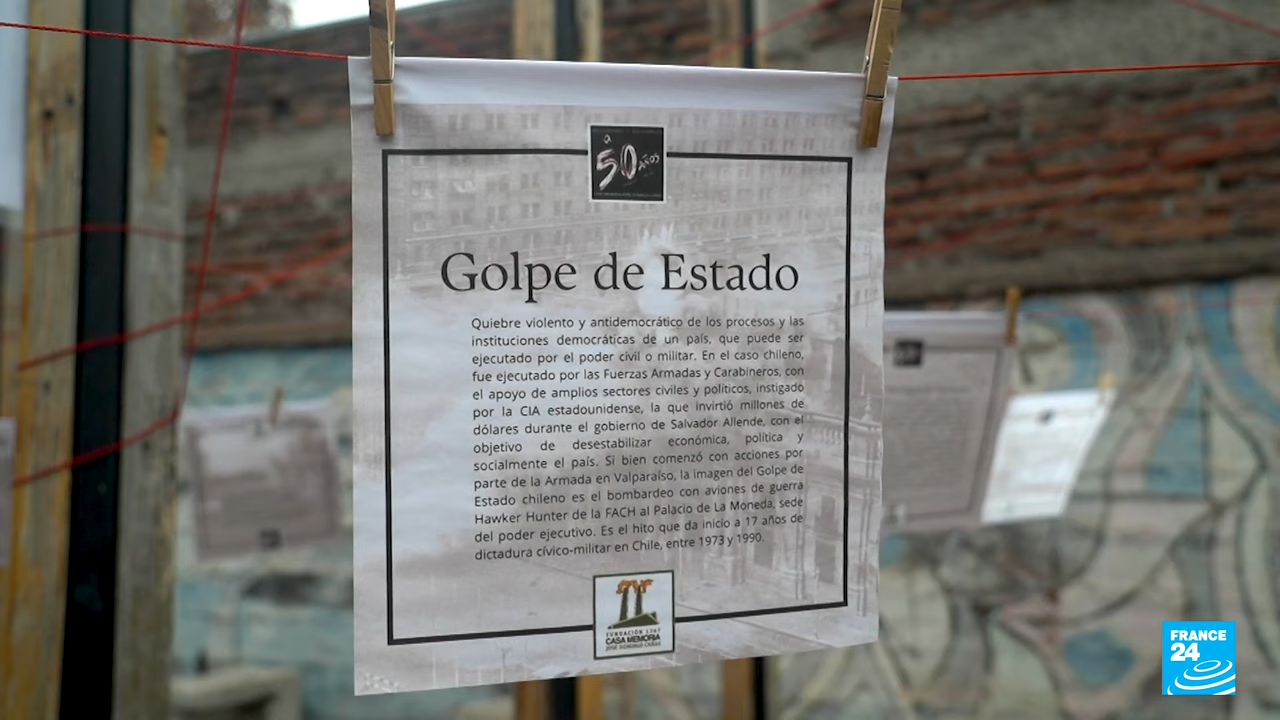 a
50 AÑOS
Golpe de Estado
Quiebre violento y antidemocrático de los procesos y las
instituciones democráticas de un país, que puede ser
ejecutado por el poder civil o militar. En el caso chileno,
fue ejecutado por las Fuerzas Armadas y Carabineros, con
el apoyo de amplios sectores civiles y políticos, instigado
por la CIA estadounidense, la que invirtió millones de
dólares durante el gobierno de Salvador Allende, con el
objetivo de desestabilizar económica, política y
socialmente el país. Si bien comenzó con acciones por
parte de la Armada en Valparaíso, la imagen del Golpe de
Estado chileno es el bombardeo con aviones de guerra
Hawker Hunter de la FACH al Palacio de La Moneda, sede
del poder ejecutivo. Es el hito que da inicio a 17 años de
dictadura cívico-militar en Chile, entre 1973 y 1990.
FUNDACIÓN 1367
CASA MEMORIA
JOSÉ DOMINGO CAÑAS
FRANCE
24